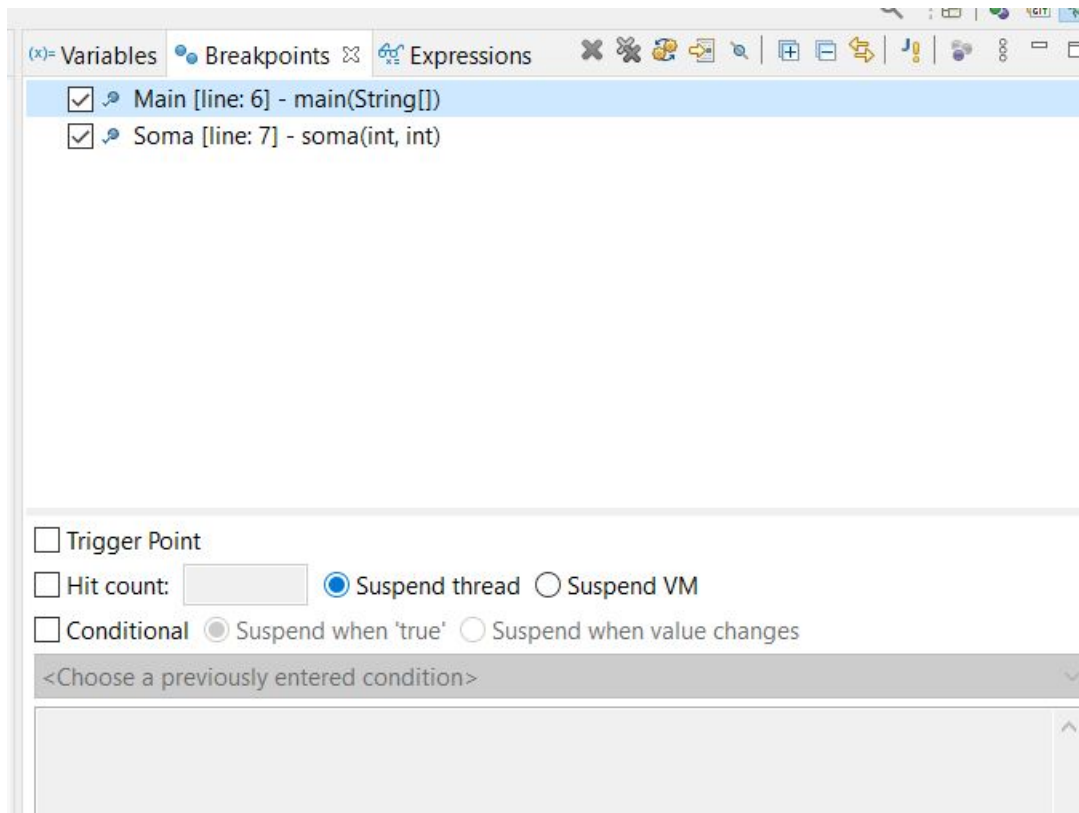 GIT
(x)= Variables Breakpoints Expressions
Main [line: 6] - main(String[])
Soma [line: 7] - soma(int, int)
Trigger Point
Hit count: Suspend thread Suspend VM
Conditional Suspend when 'true' Suspend when value changes
<Choose a previously entered condition>